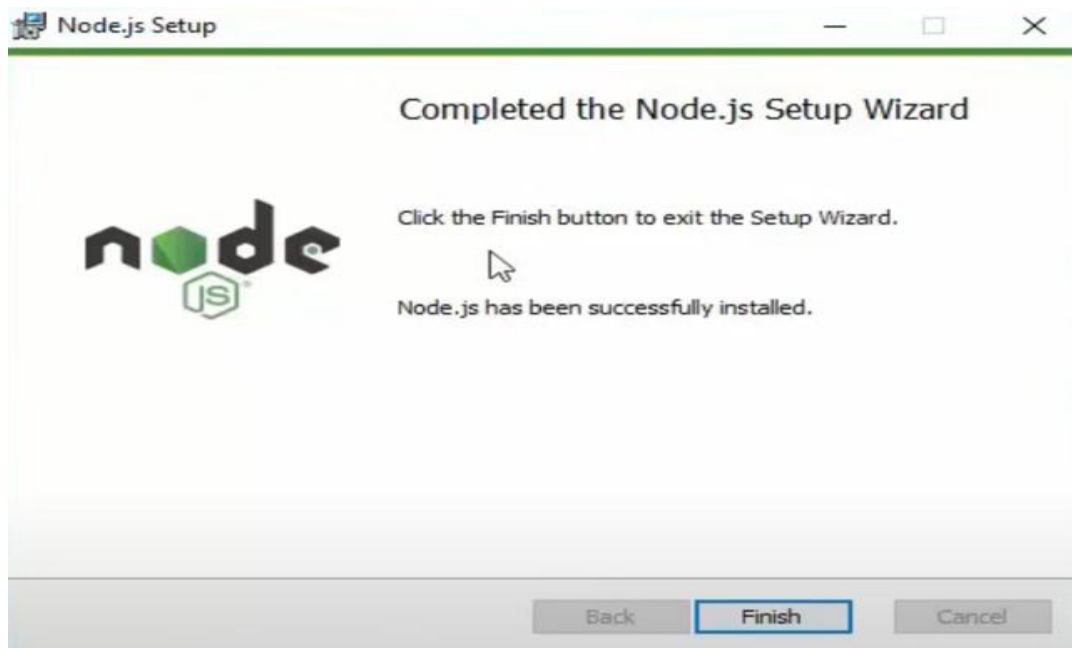 Node.js Setup
Completed the Node.js Setup Wizard
Click the Finish button to exit the Setup Wizard.
node
JS
Node.js has been successfully installed.
Back
Finish
Cancel